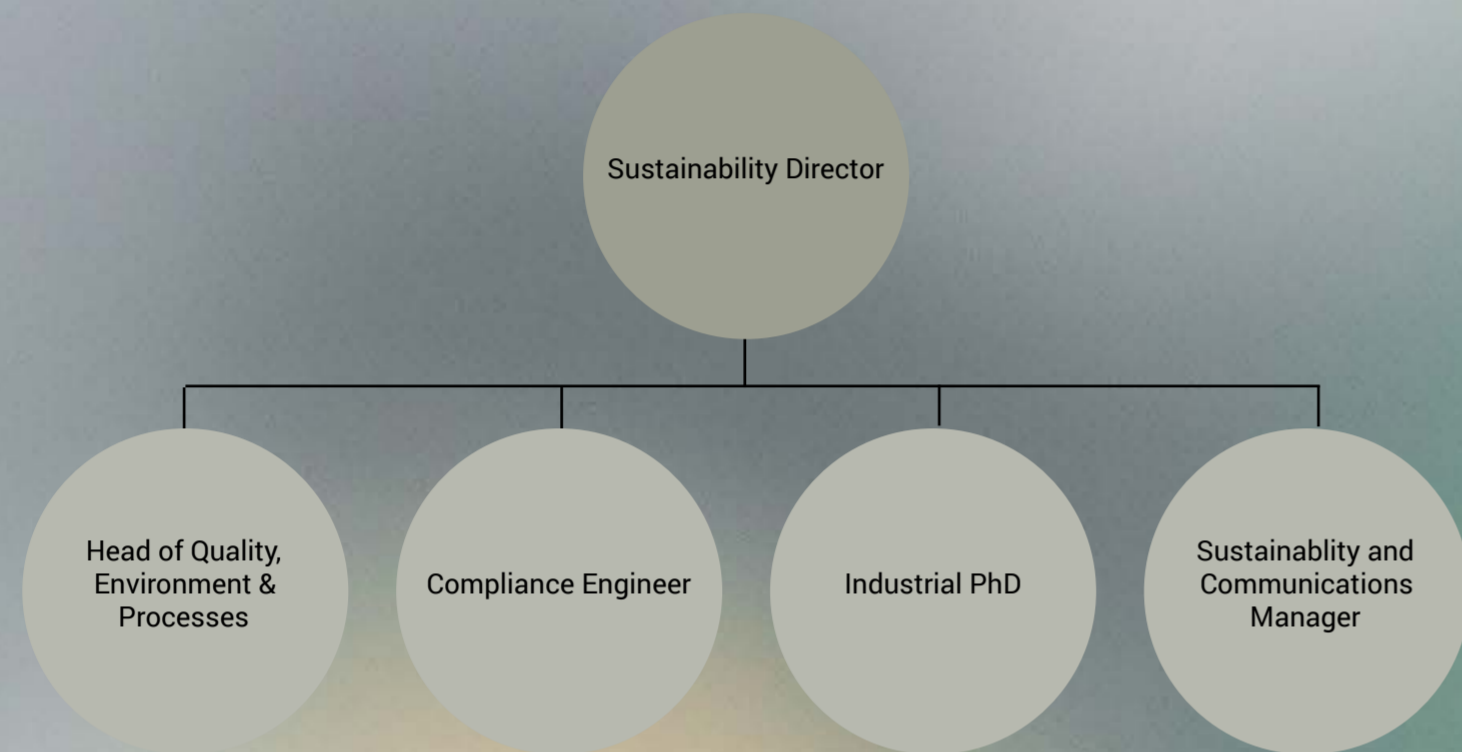 Sustainability Director
Head of Quality,
Environment &
Processes
Compliance Engineer
Industrial PhD
Sustainablity and
Communications
Manager